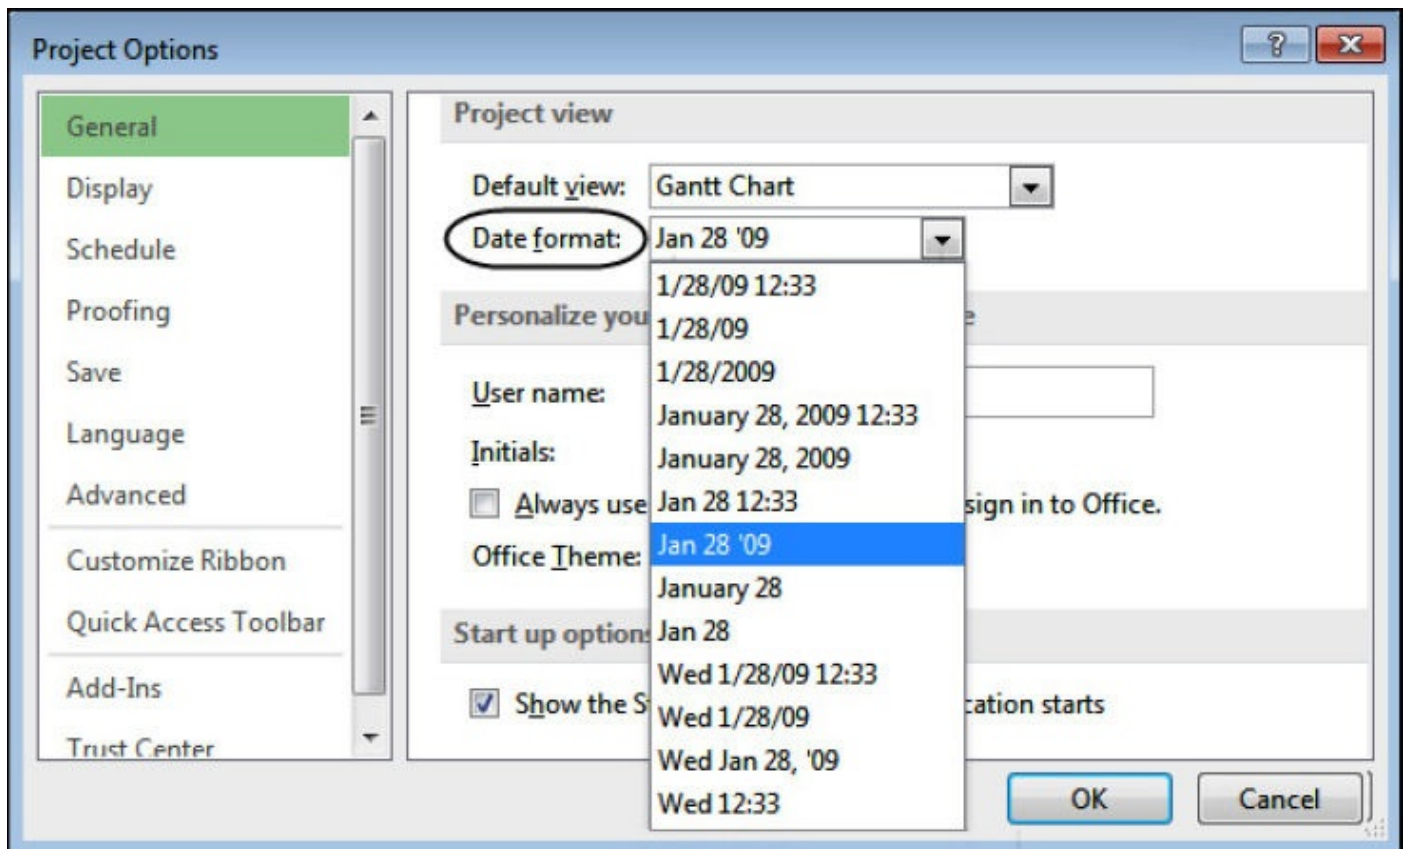 Project Options
General
Display
Schedule
Proofing
Save
Language
Advanced
Customize Ribbon
Quick Access Toolbar
Add-Ins
Trust Center
Project view
Default view: Gantt Chart
Date format: Jan 28 '09
1/28/09 12:33
1/28/09
1/28/2009
January 28, 2009 12:33
January 28, 2009
Jan 28 12:33
Jan 28 '09
January 28
Jan 28
Wed 1/28/09 12:33
Wed 1/28/09
Wed Jan 28, '09
Wed 12:33
Personalize
User name:
Initials:
Always use sign in to Office.
Office Theme:
Start up
Show the starts
OK Cancel